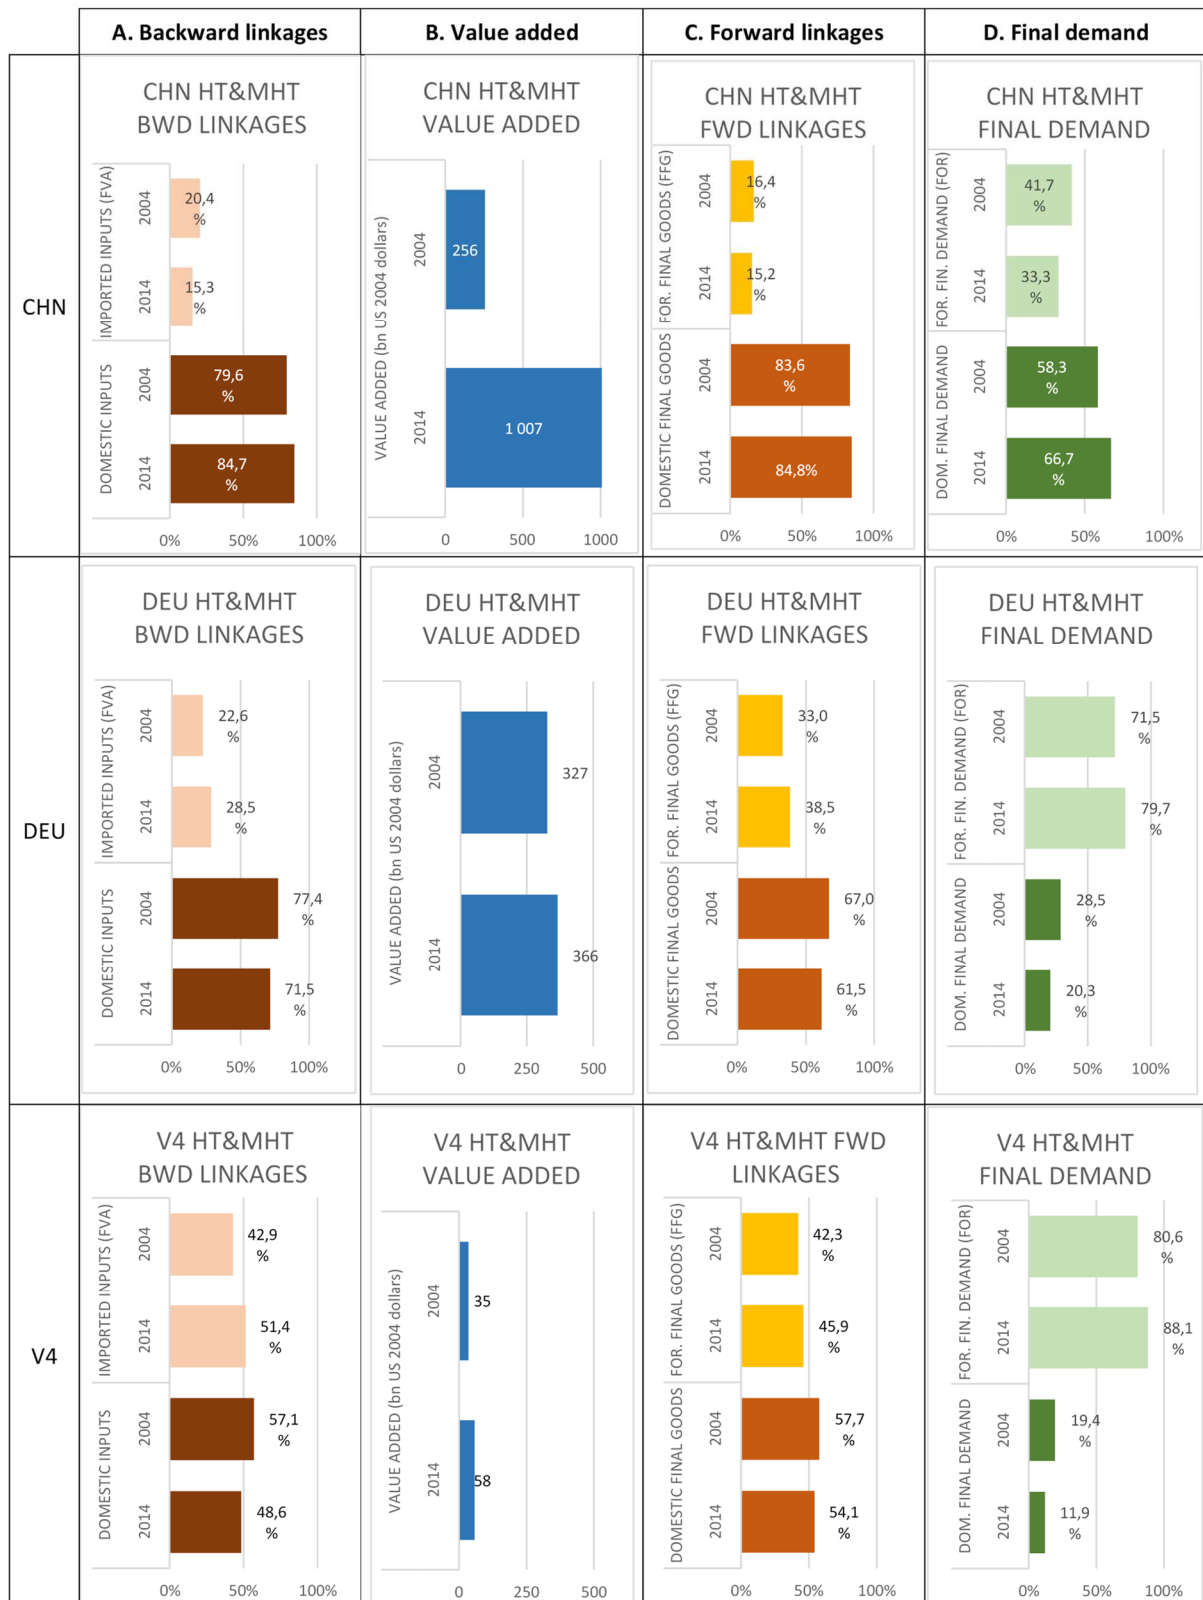 A. Backward linkages
B. Value added
C. Forward linkages
D. Final demand
CHN
CHN HT&MHT
BWD LINKAGES
IMPORTED INPUTS (FVA)
2004
20,4
%
2014
15,3
%
DOMESTIC INPUTS
2004
79,6
%
2014
84,7
%
0%
50%
100%
CHN HT&MHT
VALUE ADDED
VALUE ADDED (bn US 2004 dollars)
2004
256
2014
1 007
0
500
1000
CHN HT&MHT
FWD LINKAGES
FOR. FINAL GOODS (FFG)
2004
16,4
%
2014
15,2
%
DOMESTIC FINAL GOODS
2004
83,6
%
2014
84,8%
0%
50%
100%
CHN HT&MHT
FINAL DEMAND
FOR. FIN. DEMAND (FOR)
2004
41,7
%
2014
33,3
%
DOM. FINAL DEMAND
2004
58,3
%
2014
66,7
%
0%
50%
100%
DEU
DEU HT&MHT
BWD LINKAGES
IMPORTED INPUTS (FVA)
2004
22,6
%
2014
28,5
%
DOMESTIC INPUTS
2004
77,4
%
2014
71,5
%
0%
50%
100%
DEU HT&MHT
VALUE ADDED
VALUE ADDED (bn US 2004 dollars)
2004
327
2014
366
0
250
500
DEU HT&MHT
FWD LINKAGES
FOR. FINAL GOODS (FFG)
2004
33,0
%
2014
38,5
%
DOMESTIC FINAL GOODS
2004
67,0
%
2014
61,5
%
0%
50%
100%
DEU HT&MHT
FINAL DEMAND
FOR. FIN. DEMAND (FOR)
2004
71,5
%
2014
79,7
%
DOM. FINAL DEMAND
2004
28,5
%
2014
20,3
%
0%
50%
100%
V4
V4 HT&MHT
BWD LINKAGES
IMPORTED INPUTS (FVA)
2004
42,9
%
2014
51,4
%
DOMESTIC INPUTS
2004
57,1
%
2014
48,6
%
0%
50%
100%
V4 HT&MHT
VALUE ADDED
VALUE ADDED (bn US 2004 dollars)
2004
35
2014
58
0
250
500
V4 HT&MHT FWD
LINKAGES
FOR. FINAL GOODS (FFG)
2004
42,3
%
2014
45,9
%
DOMESTIC FINAL GOODS
2004
57,7
%
2014
54,1
%
0%
50%
100%
V4 HT&MHT
FINAL DEMAND
FOR. FIN. DEMAND (FOR)
2004
80,6
%
2014
88,1
%
DOM. FINAL DEMAND
2004
19,4
%
2014
11,9
%
0%
50%
100%